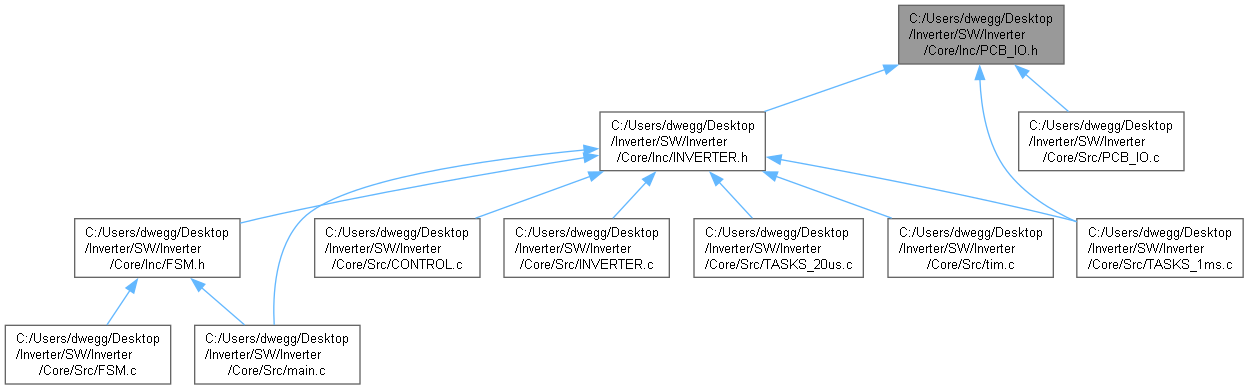 C:/Users/dwegg/Desktop
/Inverter/SW/Inverter
/Core/Inc/PCB_IO.h
C:/Users/dwegg/Desktop
/Inverter/SW/Inverter
/Core/Inc/INVERTER.h
C:/Users/dwegg/Desktop
/Inverter/SW/Inverter
/Core/Src/PCB_IO.c
C:/Users/dwegg/Desktop
/Inverter/SW/Inverter
/Core/Inc/FSM.h
C:/Users/dwegg/Desktop
/Inverter/SW/Inverter
/Core/Src/CONTROL.c
C:/Users/dwegg/Desktop
/Inverter/SW/Inverter
/Core/Src/INVERTER.c
C:/Users/dwegg/Desktop
/Inverter/SW/Inverter
/Core/Src/TASKS_20us.c
C:/Users/dwegg/Desktop
/Inverter/SW/Inverter
/Core/Src/tim.c
C:/Users/dwegg/Desktop
/Inverter/SW/Inverter
/Core/Src/TASKS_1ms.c
C:/Users/dwegg/Desktop
/Inverter/SW/Inverter
/Core/Src/FSM.c
C:/Users/dwegg/Desktop
/Inverter/SW/Inverter
/Core/Src/main.c